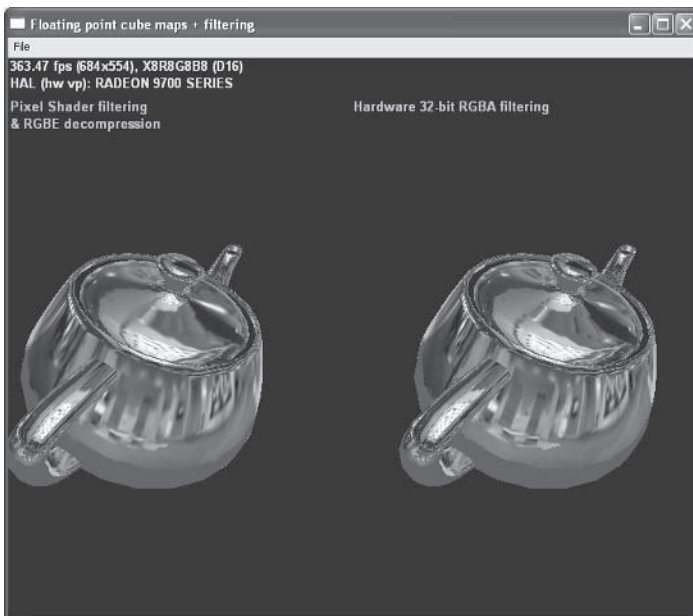 Floating point cube maps + filtering
File
363.47 fps (684x554), X8R8G8B8 (D16)
HAL (hw vp): RADEON 9700 SERIES
Pixel Shader filtering
& RGBE decompression
Hardware 32-bit RGBA filtering